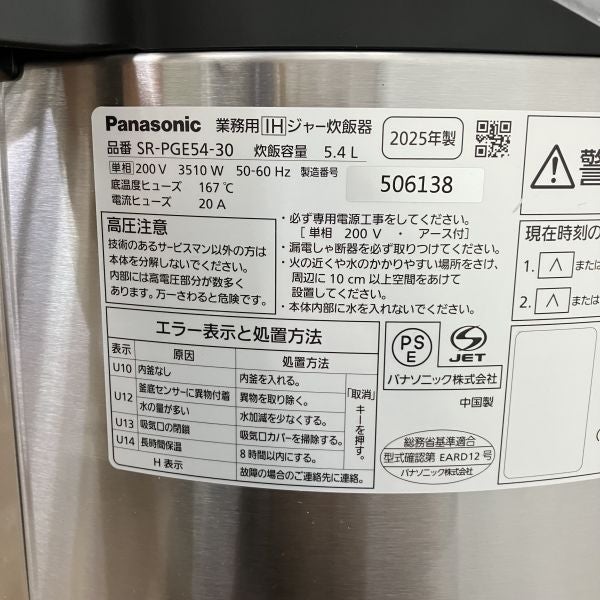 Panasonic 業務用 IH ジャー炊飯器 2025年製
品番 SR-PGE54-30 炊飯容量 5.4 L
単相 200 V 3510 W 50-60 Hz 製造番号 506138
底温度ヒューズ 167 ℃
電流ヒューズ 20 A
高圧注意
技術のあるサービスマン以外の方は
本体を分解しないでください。
内部には高電圧部分が数多く
あります。万一さわると危険です。
・必ず専用電源工事をしてください。
［単相 200 V ・ アース付］
・漏電しゃ断器を必ず取りつけてください。
・火の近くや水のかかりやすい場所をさけ、
周辺に 10 cm 以上空間をあけて
設置してください。
・本体内部に水を入れないでください。
エラー表示と処置方法
表示 原因 処置方法
U10 内釜なし 内釜を入れる。
U12 釜底センサーに異物付着 異物を取り除く。
水の量が多い 水加減を少なくする。
U13 吸気口の閉鎖 吸気口カバーを掃除する。
U14 長時間保温 8 時間以内にする。
「取消」キーを押す。
H 表示 故障の場合のご連絡先に連絡。
PS
E
JET
パナソニック株式会社
中国製
総務省基準適合
型式確認第 EARD12 号
パナソニック株式会社
警
現在時刻の
1. ∧ または
2. ∧ また